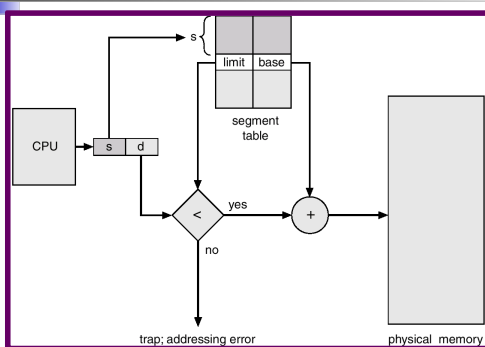 s {
limit base
segment
table
CPU
s d
<
yes
+
no
trap; addressing error
physical memory